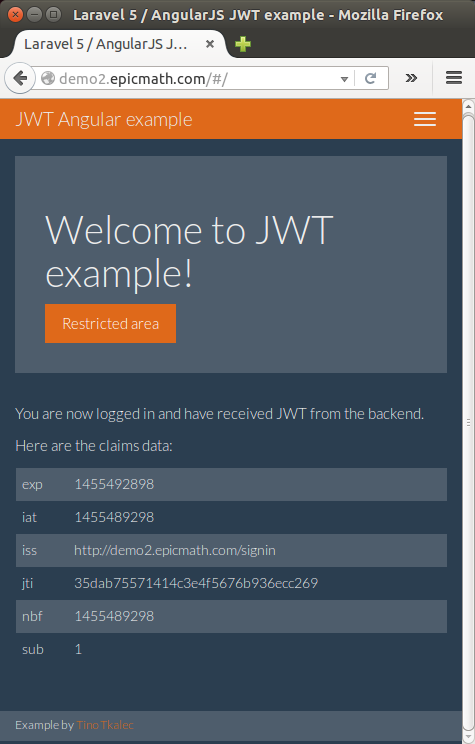 Laravel 5 / AngularJS JWT example - Mozilla Firefox
Laravel 5 / AngularJS J...
demo2.epicmath.com/#/
JWT Angular example
Welcome to JWT
example!
Restricted area
You are now logged in and have received JWT from the backend.
Here are the claims data:
exp 1455492898
iat 1455489298
iss http://demo2.epicmath.com/signin
jti 35dab75571414c3e4f5676b936ecc269
nbf 1455489298
sub 1
Example by Tino Tkalec